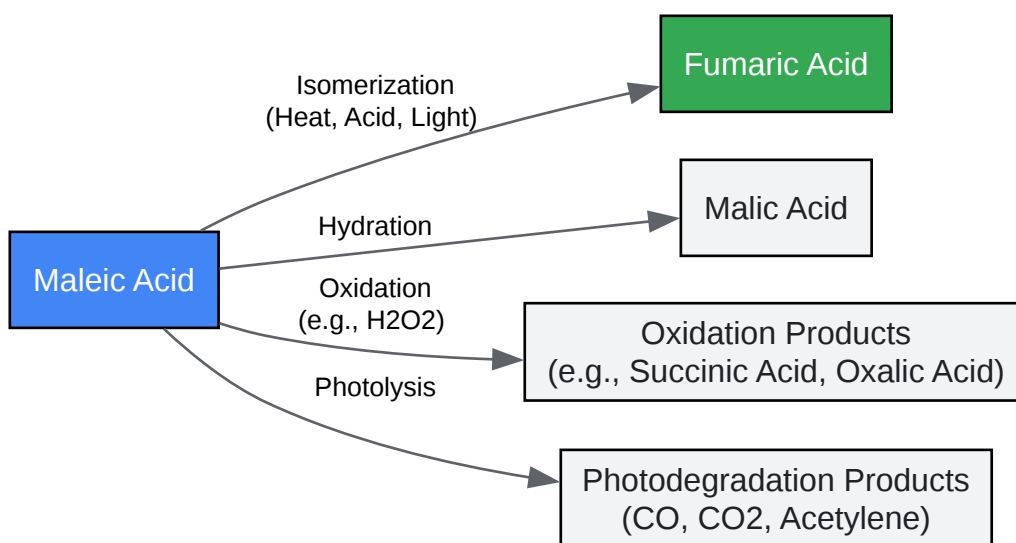 Isomerization
(Heat, Acid, Light)
Fumaric Acid
Hydration
Malic Acid
Maleic Acid
Oxidation
(e.g., H2O2)
Oxidation Products
(e.g., Succinic Acid, Oxalic Acid)
Photolysis
Photodegradation Products
(CO, CO2, Acetylene)